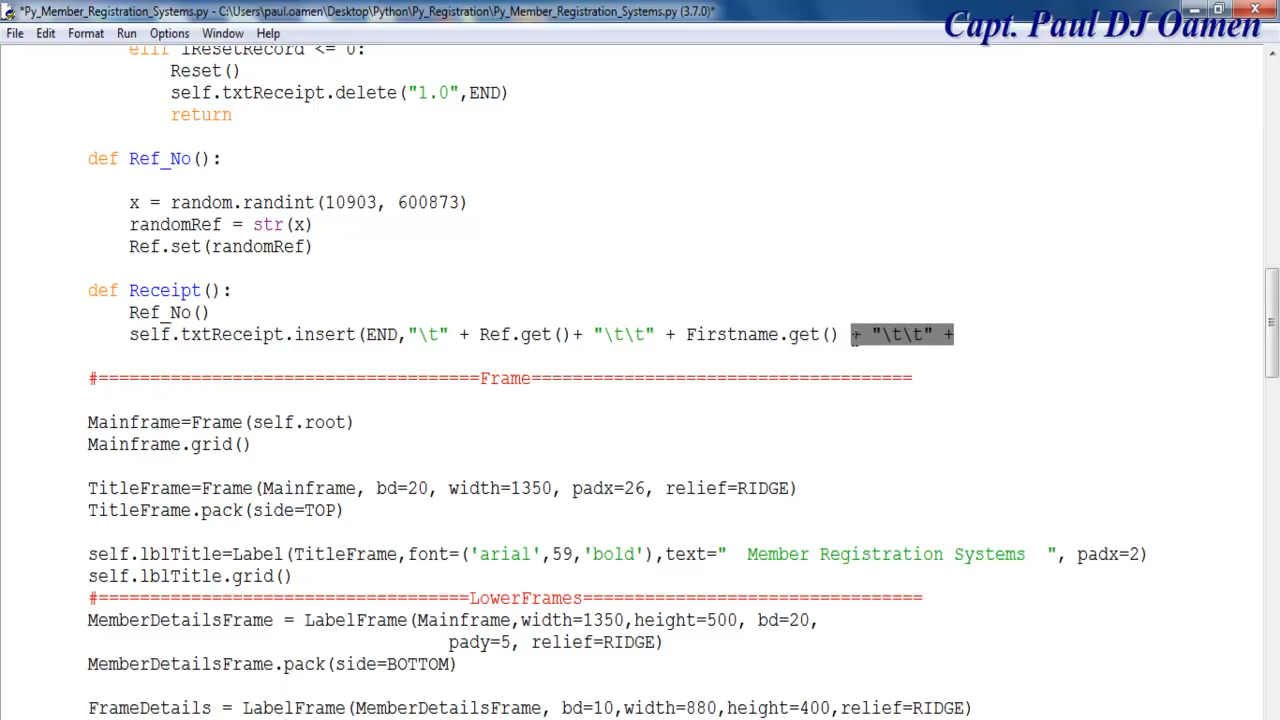 *Py_Member_Registration_Systems.py - C:\Users\paul.oamen\Desktop\Python\Py_Registration\Py_Member_Registration_Systems.py (3.7.0)*
Capt. Paul DJ Oamen
File Edit Format Run Options Window Help
elif iResetRecord <= 0:
Reset()
self.txtReceipt.delete("1.0",END)
return
def Ref_No():
x = random.randint(10903, 600873)
randomRef = str(x)
Ref.set(randomRef)
def Receipt():
Ref_No()
self.txtReceipt.insert(END,"\t" + Ref.get()+ "\t\t" + Firstname.get() + "\t\t" +
#=====================================Frame=====================================
Mainframe=Frame(self.root)
Mainframe.grid()
TitleFrame=Frame(Mainframe, bd=20, width=1350, padx=26, relief=RIDGE)
TitleFrame.pack(side=TOP)
self.lblTitle=Label(TitleFrame,font=('arial',59,'bold'),text="  Member Registration Systems  ", padx=2)
self.lblTitle.grid()
#====================================LowerFrames=================================
MemberDetailsFrame = LabelFrame(Mainframe,width=1350,height=500, bd=20,
pady=5, relief=RIDGE)
MemberDetailsFrame.pack(side=BOTTOM)
FrameDetails = LabelFrame(MemberDetailsFrame, bd=10,width=880,height=400,relief=RIDGE)